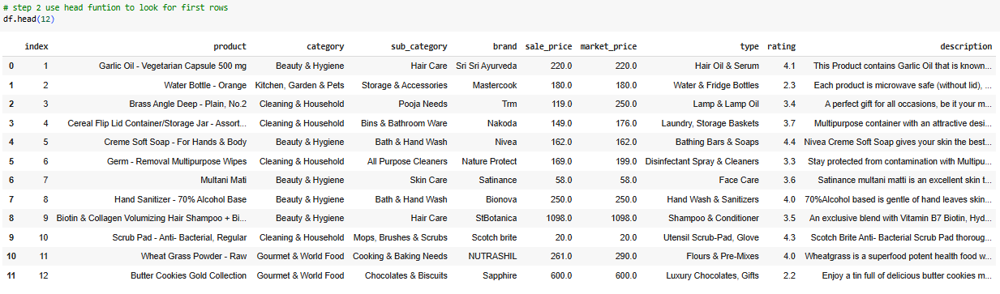 # step 2 use head funtion to look for first rows
df.head(12)
index product category sub_category brand sale_price market_price type rating description
0 1 Garlic Oil - Vegetarian Capsule 500 mg Beauty & Hygiene Hair Care Sri Sri Ayurveda 220.0 220.0 Hair Oil & Serum 4.1 This Product contains Garlic Oil that is known...
1 2 Water Bottle - Orange Kitchen, Garden & Pets Storage & Accessories Mastercook 180.0 180.0 Water & Fridge Bottles 2.3 Each product is microwave safe (without lid), ...
2 3 Brass Angle Deep - Plain, No.2 Cleaning & Household Pooja Needs Trm 119.0 250.0 Lamp & Lamp Oil 3.4 A perfect gift for all occasions, be it your m...
3 4 Cereal Flip Lid Container/Storage Jar - Assort... Cleaning & Household Bins & Bathroom Ware Nakoda 149.0 176.0 Laundry, Storage Baskets 3.7 Multipurpose container with an attractive desi...
4 5 Creme Soft Soap - For Hands & Body Beauty & Hygiene Bath & Hand Wash Nivea 162.0 162.0 Bathing Bars & Soaps 4.4 Nivea Creme Soft Soap gives your skin the best...
5 6 Germ - Removal Multipurpose Wipes Cleaning & Household All Purpose Cleaners Nature Protect 169.0 199.0 Disinfectant Spray & Cleaners 3.3 Stay protected from contamination with Multipu...
6 7 Multani Mati Beauty & Hygiene Skin Care Satinance 58.0 58.0 Face Care 3.6 Satinance multani matti is an excellent skin t...
7 8 Hand Sanitizer - 70% Alcohol Base Beauty & Hygiene Bath & Hand Wash Bionova 250.0 250.0 Hand Wash & Sanitizers 4.0 70%Alcohol based is gentle of hand leaves skin...
8 9 Biotin & Collagen Volumizing Hair Shampoo + Bi... Beauty & Hygiene Hair Care StBotanica 1098.0 1098.0 Shampoo & Conditioner 3.5 An exclusive blend with Vitamin B7 Biotin, Hyd...
9 10 Scrub Pad - Anti- Bacterial, Regular Cleaning & Household Mops, Brushes & Scrubs Scotch brite 20.0 20.0 Utensil Scrub-Pad, Glove 4.3 Scotch Brite Anti- Bacterial Scrub Pad thoroug...
10 11 Wheat Grass Powder - Raw Gourmet & World Food Cooking & Baking Needs NUTRASHIL 261.0 290.0 Flours & Pre-Mixes 4.0 Wheatgrass is a superfood potent health food w...
11 12 Butter Cookies Gold Collection Gourmet & World Food Chocolates & Biscuits Sapphire 600.0 600.0 Luxury Chocolates, Gifts 2.2 Enjoy a tin full of delicious butter cookies m...